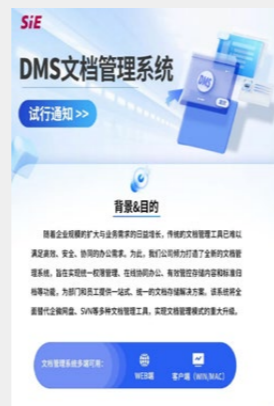 SiE
DMS文档管理系统
试行通知 >>
背景&目的
随着企业规模的扩大与业务需求的日益增长，传统的文档管理工具已难以
满足高效、安全、协同的办公需求。为此，我们公司倾力打造了全新的文档管
理系统，旨在实现统一权限管理、在线协同办公、有效管控存储内容和标准归
档等功能，为部门和员工提供一站式、统一的文档存储解决方案。该系统将全
面替代企微网盘、SVN等多种文档管理工具，实现文档管理模式的重大升级。
文档管理系统多端可用：
WEB端
客户端（WIN/MAC）